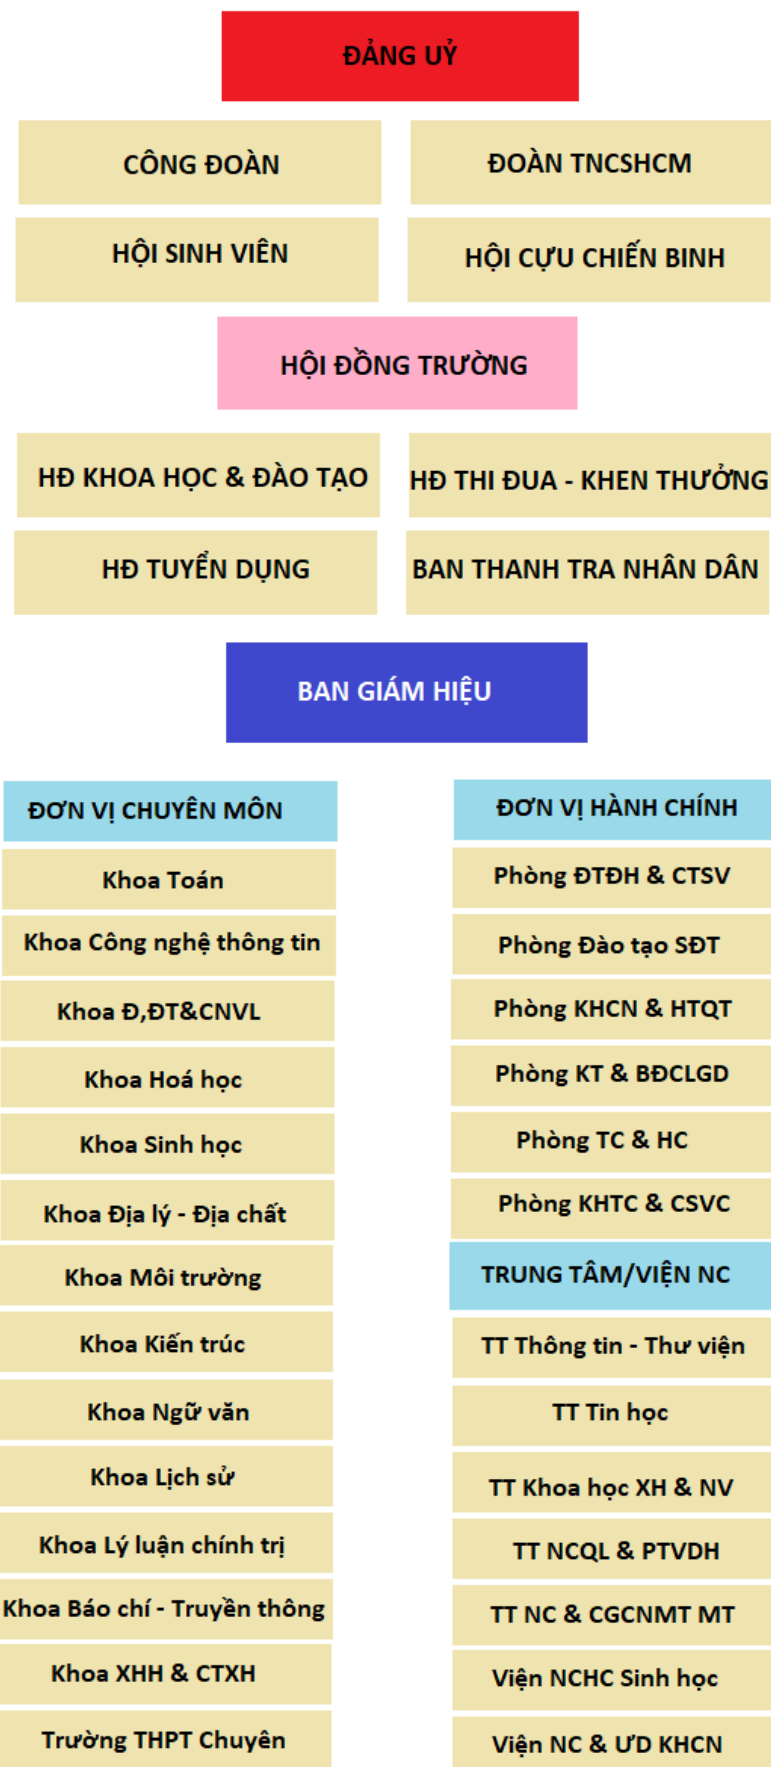 ĐẢNG UỶ
CÔNG ĐOÀN
ĐOÀN TNCSHCM
HỘI SINH VIÊN
HỘI CỰU CHIẾN BINH
HỘI ĐỒNG TRƯỜNG
HĐ KHOA HỌC & ĐÀO TẠO
HĐ THI ĐUA - KHEN THƯỞNG
HĐ TUYỂN DỤNG
BAN THANH TRA NHÂN DÂN
BAN GIÁM HIỆU
ĐƠN VỊ CHUYÊN MÔN
Khoa Toán
Khoa Công nghệ thông tin
Khoa Đ,ĐT&CNVL
Khoa Hoá học
Khoa Sinh học
Khoa Địa lý - Địa chất
Khoa Môi trường
Khoa Kiến trúc
Khoa Ngữ văn
Khoa Lịch sử
Khoa Lý luận chính trị
Khoa Báo chí - Truyền thông
Khoa XHH & CTXH
Trường THPT Chuyên
ĐƠN VỊ HÀNH CHÍNH
Phòng ĐTĐH & CTSV
Phòng Đào tạo SĐT
Phòng KHCN & HTQT
Phòng KT & BĐCLGD
Phòng TC & HC
Phòng KHTC & CSVC
TRUNG TÂM/VIỆN NC
TT Thông tin - Thư viện
TT Tin học
TT Khoa học XH & NV
TT NCQL & PTVDH
TT NC & CGCNMT MT
Viện NCHC Sinh học
Viện NC & ƯD KHCN